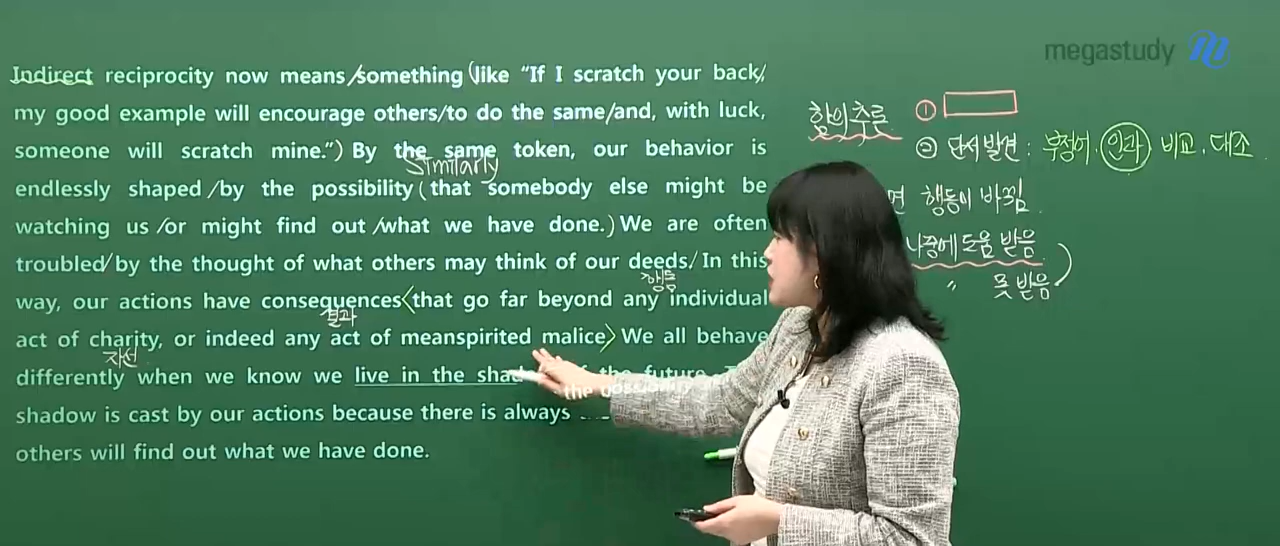 megastudy
Indirect reciprocity now means/something(like "If I scratch your back/
my good example will encourage others/to do the same/and, with luck,
someone will scratch mine.") By the same token, our behavior is
Similarly
endlessly shaped/by the possibility(that somebody else might be
watching us/or might find out/what we have done.) We are often
troubled/by the thought of what others may think of our deeds./In this
행동
way, our actions have consequences<that go far beyond any individual
결과
act of charity, or indeed any act of meanspirited malice> We all behave
자선
differently when we know we live in the shadow of the future.
shadow is cast by our actions because there is always the possibility
others will find out what we have done.
함의추론 ①
② 단서발견 : 부정어. 인과 비교. 대조
면 행동이 바뀜.
나중에 도움 받음
" 못 받음